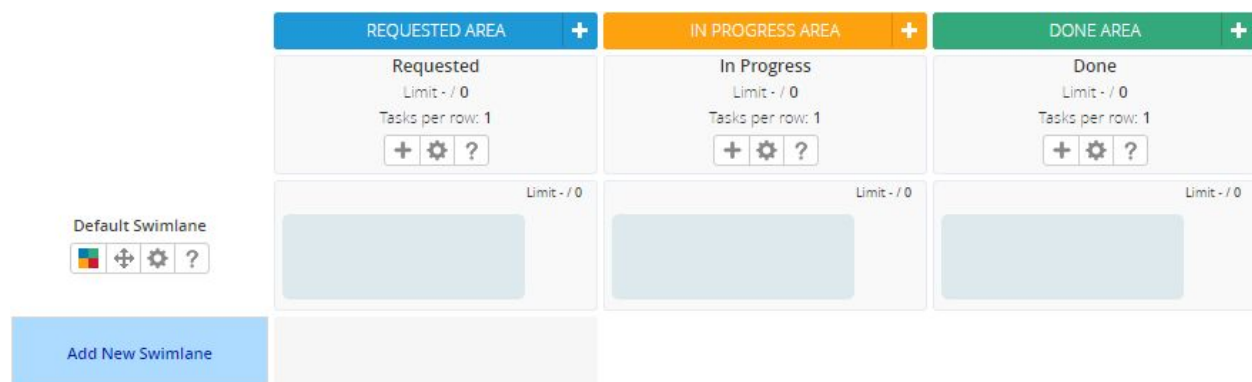 REQUESTED AREA +
IN PROGRESS AREA +
DONE AREA +
Requested
Limit - / 0
Tasks per row: 1
+ ?
In Progress
Limit - / 0
Tasks per row: 1
+ ?
Done
Limit - / 0
Tasks per row: 1
+ ?
Default Swimlane
?
Limit - / 0
Limit - / 0
Limit - / 0
Add New Swimlane